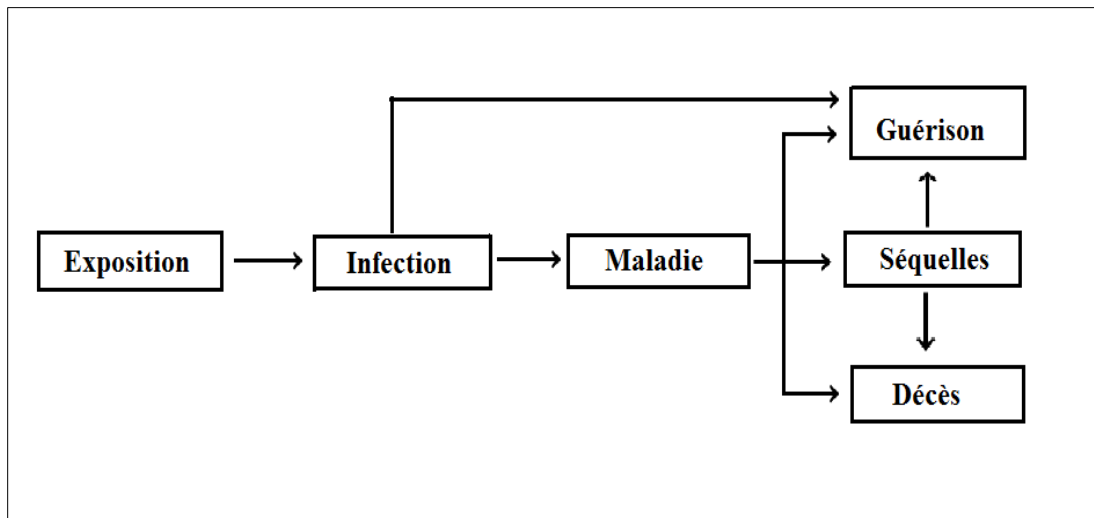 Guérison
Exposition
Infection
Maladie
Séquelles
Décès